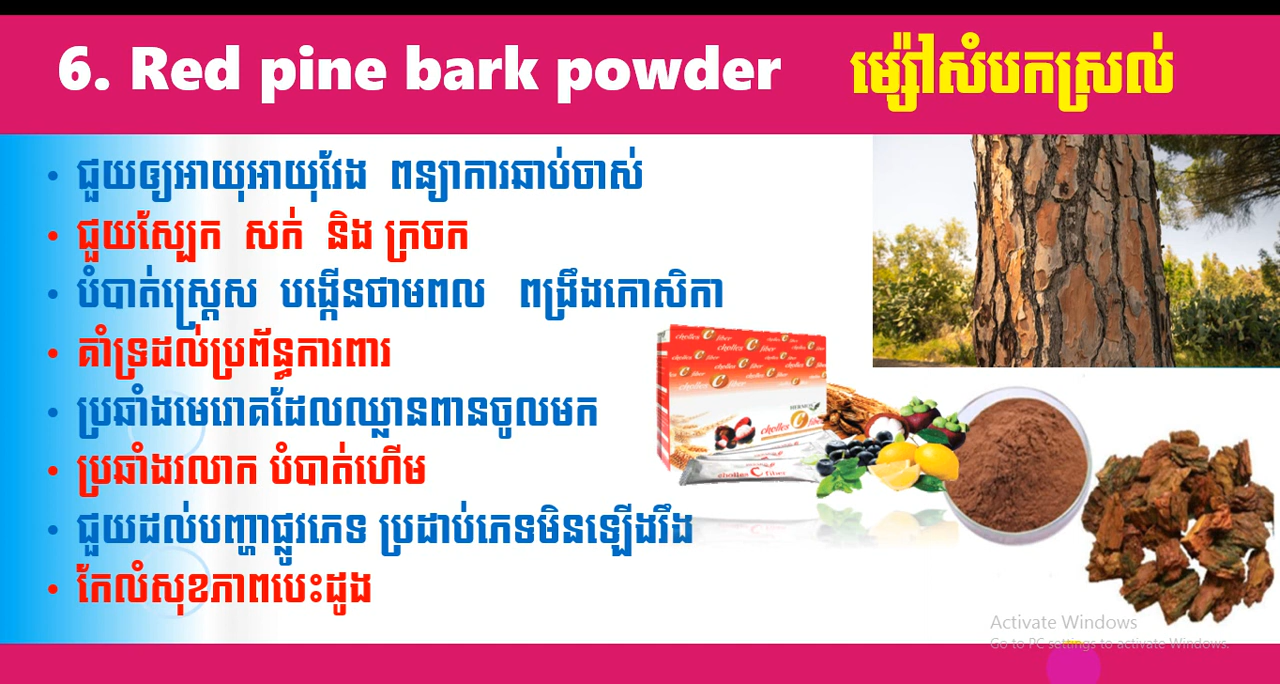 6. Red pine bark powder ម្ស៉ៅសំបកស្រល់
• ជួយឲ្យអាយុអាយុវែង ពន្យាការឆាប់ចាស់
• ជួយស្បែក សក់ និង ក្រចក
• បំបាត់ស្ត្រេស បង្កើនថាមពល ពង្រឹងកោសិកា
• គាំទ្រដល់ប្រព័ន្ធការពារ
• ប្រឆាំងមេរោគដែលឈ្លានពានចូលមក
• ប្រឆាំងរលាក បំបាត់ហើម
• ជួយដល់បញ្ហាផ្លូវភេទ ប្រដាប់ភេទមិនឡើងរឹង
• កែលំសុខភាពបេះដូង
cholles C fiber
cholles C fiber
Activate Windows
Go to PC settings to activate Windows.